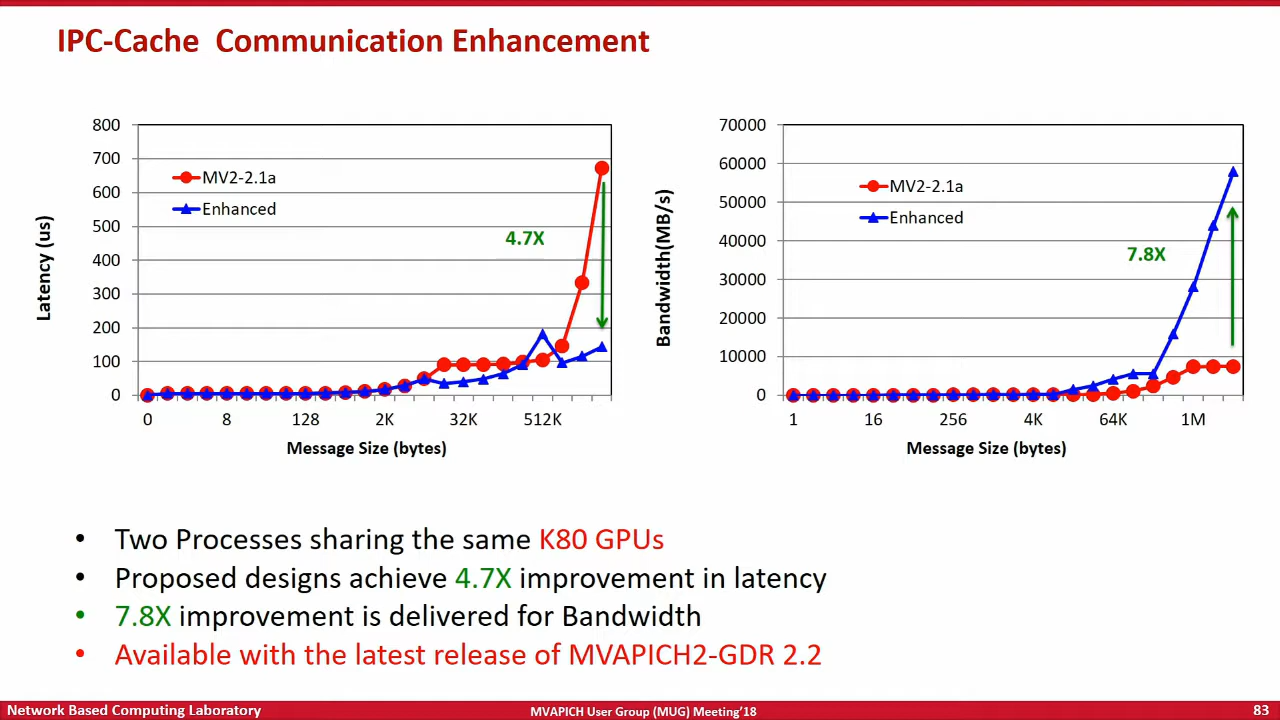 IPC-Cache Communication Enhancement
800
700
600
500
400
300
200
100
0
Latency (us)
MV2-2.1a
Enhanced
4.7X
0 8 128 2K 32K 512K
Message Size (bytes)
70000
60000
50000
40000
30000
20000
10000
0
Bandwidth(MB/s)
MV2-2.1a
Enhanced
7.8X
1 16 256 4K 64K 1M
Message Size (bytes)
• Two Processes sharing the same K80 GPUs
• Proposed designs achieve 4.7X improvement in latency
• 7.8X improvement is delivered for Bandwidth
• Available with the latest release of MVAPICH2-GDR 2.2
Network Based Computing Laboratory
MVAPICH User Group (MUG) Meeting'18
83